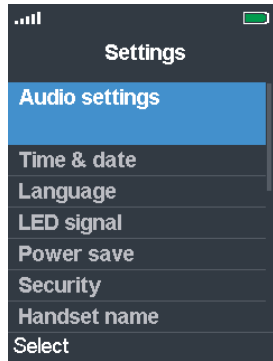 Settings
Audio settings
Time & date
Language
LED signal
Power save
Security
Handset name
Select